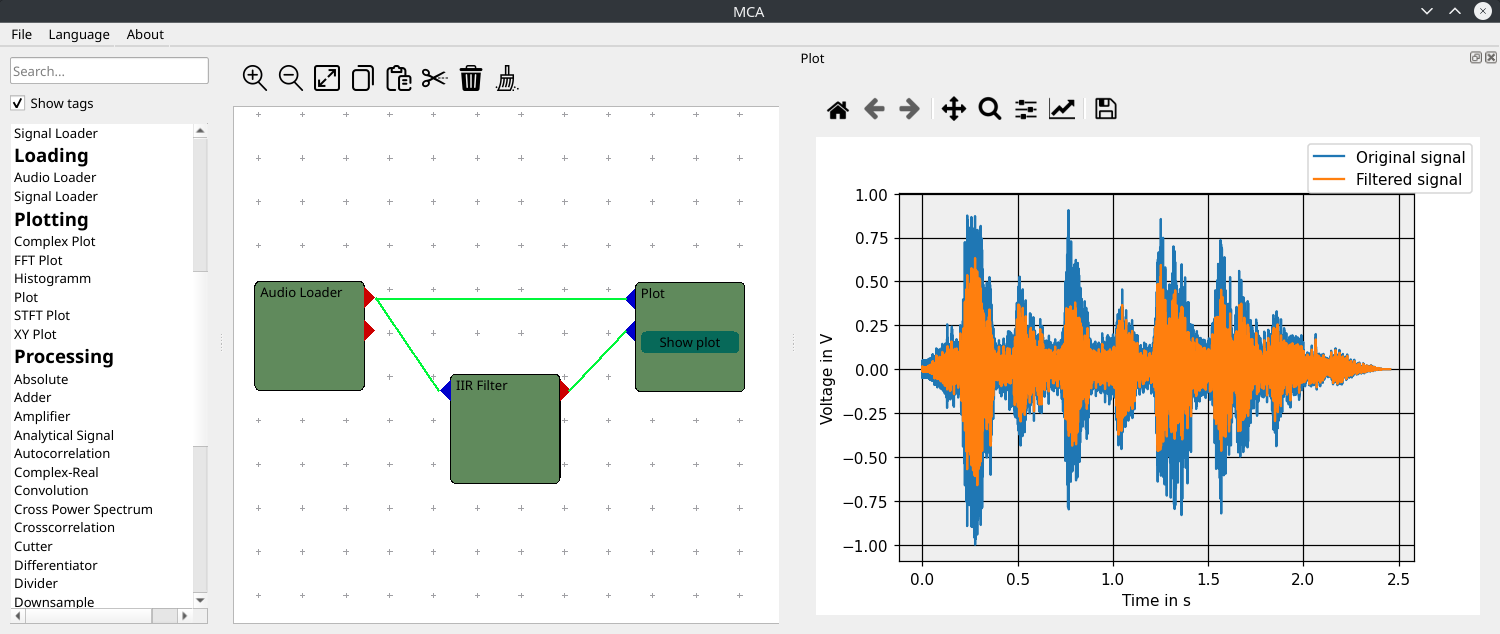 MCA
File Language About
Search...
Show tags
Signal Loader
Loading
Audio Loader
Signal Loader
Plotting
Complex Plot
FFT Plot
Histogramm
Plot
STFT Plot
XY Plot
Processing
Absolute
Adder
Amplifier
Analytical Signal
Autocorrelation
Complex-Real
Convolution
Cross Power Spectrum
Crosscorrelation
Cutter
Differentiator
Divider
Downsample
Audio Loader
IIR Filter
Plot
Show plot
Plot
Original signal
Filtered signal
1.00
0.75
0.50
0.25
0.00
−0.25
−0.50
−0.75
−1.00
Voltage in V
0.0 0.5 1.0 1.5 2.0 2.5
Time in s